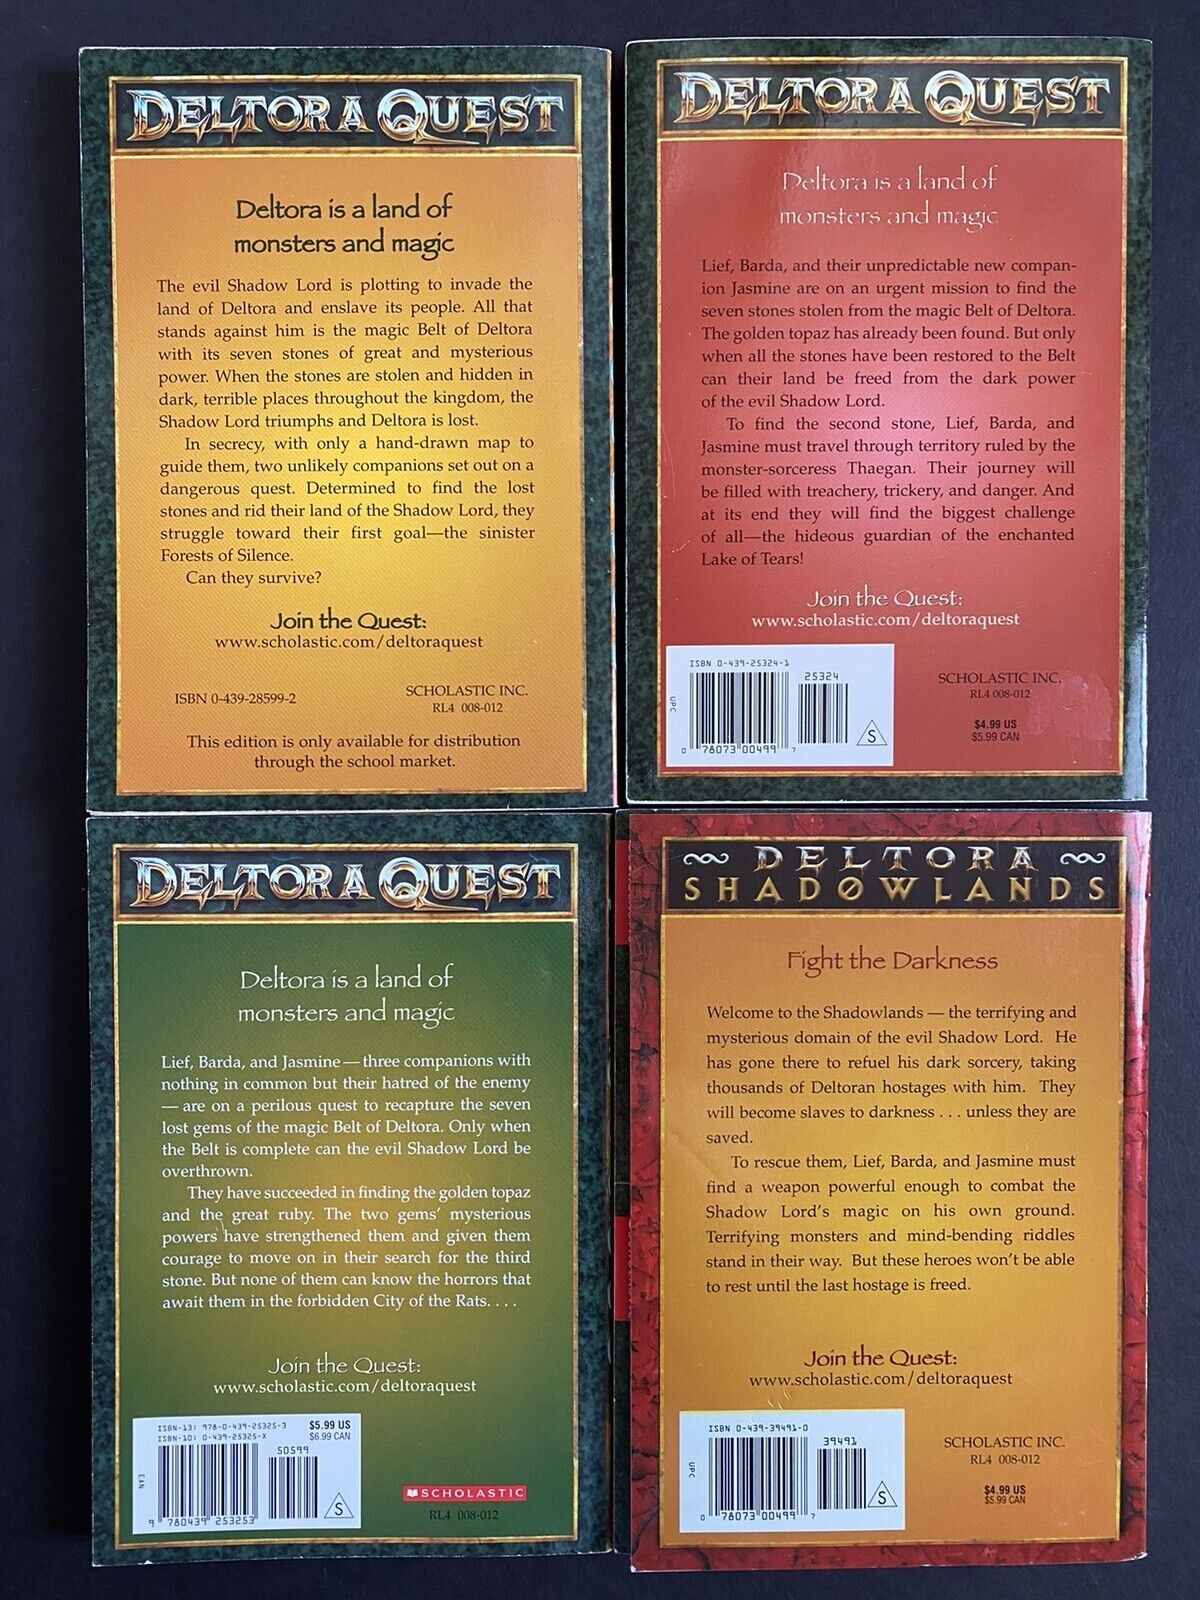 DELTORA QUEST
Deltora is a land of
monsters and magic
The evil Shadow Lord is plotting to invade the
land of Deltora and enslave its people. All that
stands against him is the magic Belt of Deltora
with its seven stones of great and mysterious
power. When the stones are stolen and hidden in
dark, terrible places throughout the kingdom, the
Shadow Lord triumphs and Deltora is lost.
In secrecy, with only a hand-drawn map to
guide them, two unlikely companions set out on a
dangerous quest. Determined to find the lost
stones and rid their land of the Shadow Lord, they
struggle toward their first goal—the sinister
Forests of Silence.
Can they survive?
Join the Quest:
www.scholastic.com/deltoraquest
ISBN 0-439-28599-2
SCHOLASTIC INC.
RL4 008-012
This edition is only available for distribution
through the school market.
DELTORA QUEST
Deltora is a land of
monsters and magic
Lief, Barda, and their unpredictable new compan-
ion Jasmine are on an urgent mission to find the
seven stones stolen from the magic Belt of Deltora.
The golden topaz has already been found. But only
when all the stones have been restored to the Belt
can their land be freed from the dark power
of the evil Shadow Lord.
To find the second stone, Lief, Barda, and
Jasmine must travel through territory ruled by the
monster-sorceress Thaegan. Their journey will
be filled with treachery, trickery, and danger. And
at its end they will find the biggest challenge
of all—the hideous guardian of the enchanted
Lake of Tears!
Join the Quest:
www.scholastic.com/deltoraquest
ISBN 0-439-25324-1
25324
UPC
0 78073 00499 7
S
SCHOLASTIC INC.
RL4 008-012
$4.99 US
$5.99 CAN
DELTORA QUEST
Deltora is a land of
monsters and magic
Lief, Barda, and Jasmine — three companions with
nothing in common but their hatred of the enemy
— are on a perilous quest to recapture the seven
lost gems of the magic Belt of Deltora. Only when
the Belt is complete can the evil Shadow Lord be
overthrown.
They have succeeded in finding the golden topaz
and the great ruby. The two gems' mysterious
powers have strengthened them and given them
courage to move on in their search for the third
stone. But none of them can know the horrors that
await them in the forbidden City of the Rats. . . .
Join the Quest:
www.scholastic.com/deltoraquest
ISBN-13: 978-0-439-25325-3
ISBN-10: 0-439-25325-X
$5.99 US
$6.99 CAN
50599
EAN
9 780439 253253
S
SCHOLASTIC
RL4 008-012
DELTORA
SHADOWLANDS
Fight the Darkness
Welcome to the Shadowlands — the terrifying and
mysterious domain of the evil Shadow Lord. He
has gone there to refuel his dark sorcery, taking
thousands of Deltoran hostages with him. They
will become slaves to darkness . . . unless they are
saved.
To rescue them, Lief, Barda, and Jasmine must
find a weapon powerful enough to combat the
Shadow Lord's magic on his own ground.
Terrifying monsters and mind-bending riddles
stand in their way. But these heroes won't be able
to rest until the last hostage is freed.
Join the Quest:
www.scholastic.com/deltoraquest
ISBN 0-439-39491-0
39491
UPC
0 78073 00499 7
S
SCHOLASTIC INC.
RL4 008-012
$4.99 US
$5.99 CAN